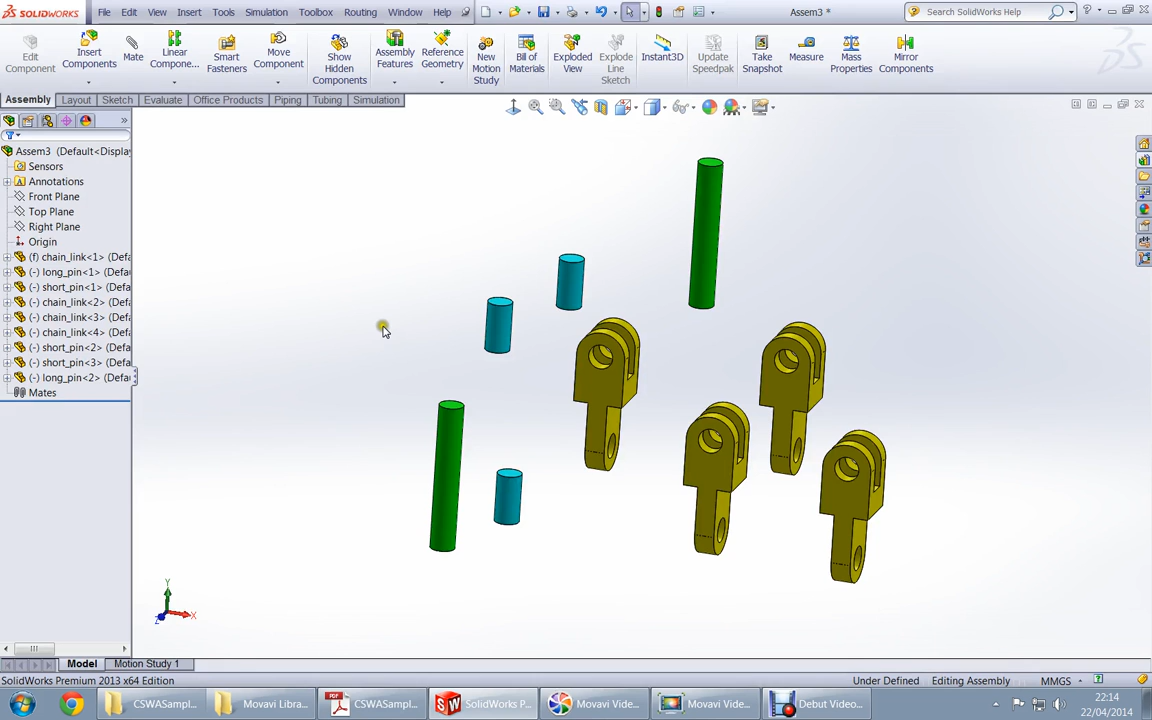 SOLIDWORKS File Edit View Insert Tools Simulation Toolbox Routing Window Help Assem3 * Search SolidWorks Help
Edit Component
Insert Components
Mate
Linear Compone...
Smart Fasteners
Move Component
Show Hidden Components
Assembly Features
Reference Geometry
New Motion Study
Bill of Materials
Exploded View
Explode Line Sketch
Instant3D
Update Speedpak
Take Snapshot
Measure
Mass Properties
Mirror Components
Assembly Layout Sketch Evaluate Office Products Piping Tubing Simulation
Assem3 (Default<Display
Sensors
Annotations
Front Plane
Top Plane
Right Plane
Origin
(f) chain_link<1> (Defa
(-) long_pin<1> (Defau
(-) short_pin<1> (Defa
(-) chain_link<2> (Defa
(-) chain_link<3> (Defa
(-) chain_link<4> (Defa
(-) short_pin<2> (Defa
(-) short_pin<3> (Defa
(-) long_pin<2> (Defau
Mates
Y
X
Z
Model Motion Study 1
SolidWorks Premium 2013 x64 Edition Under Defined Editing Assembly MMGS
CSWASampl... Movavi Libra... CSWASampl... SolidWorks P... Movavi Vide... Movavi Vide... Debut Video... 22:14
22/04/2014